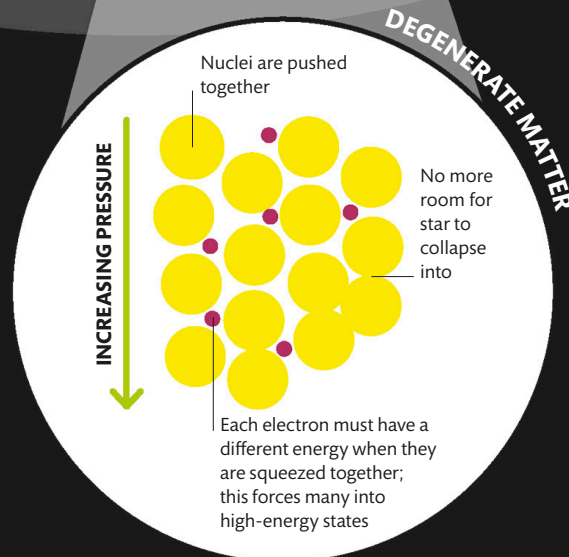 DEGENERATE MATTER
Nuclei are pushed
together
INCREASING PRESSURE
No more
room for
star to
collapse
into
Each electron must have a
different energy when they
are squeezed together;
this forces many into
high-energy states